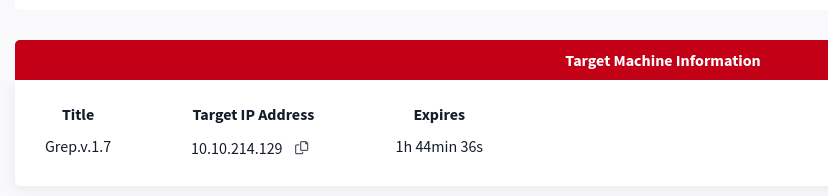 Target Machine Information
Title Target IP Address Expires
Grep.v.1.7 10.10.214.129 1h 44min 36s